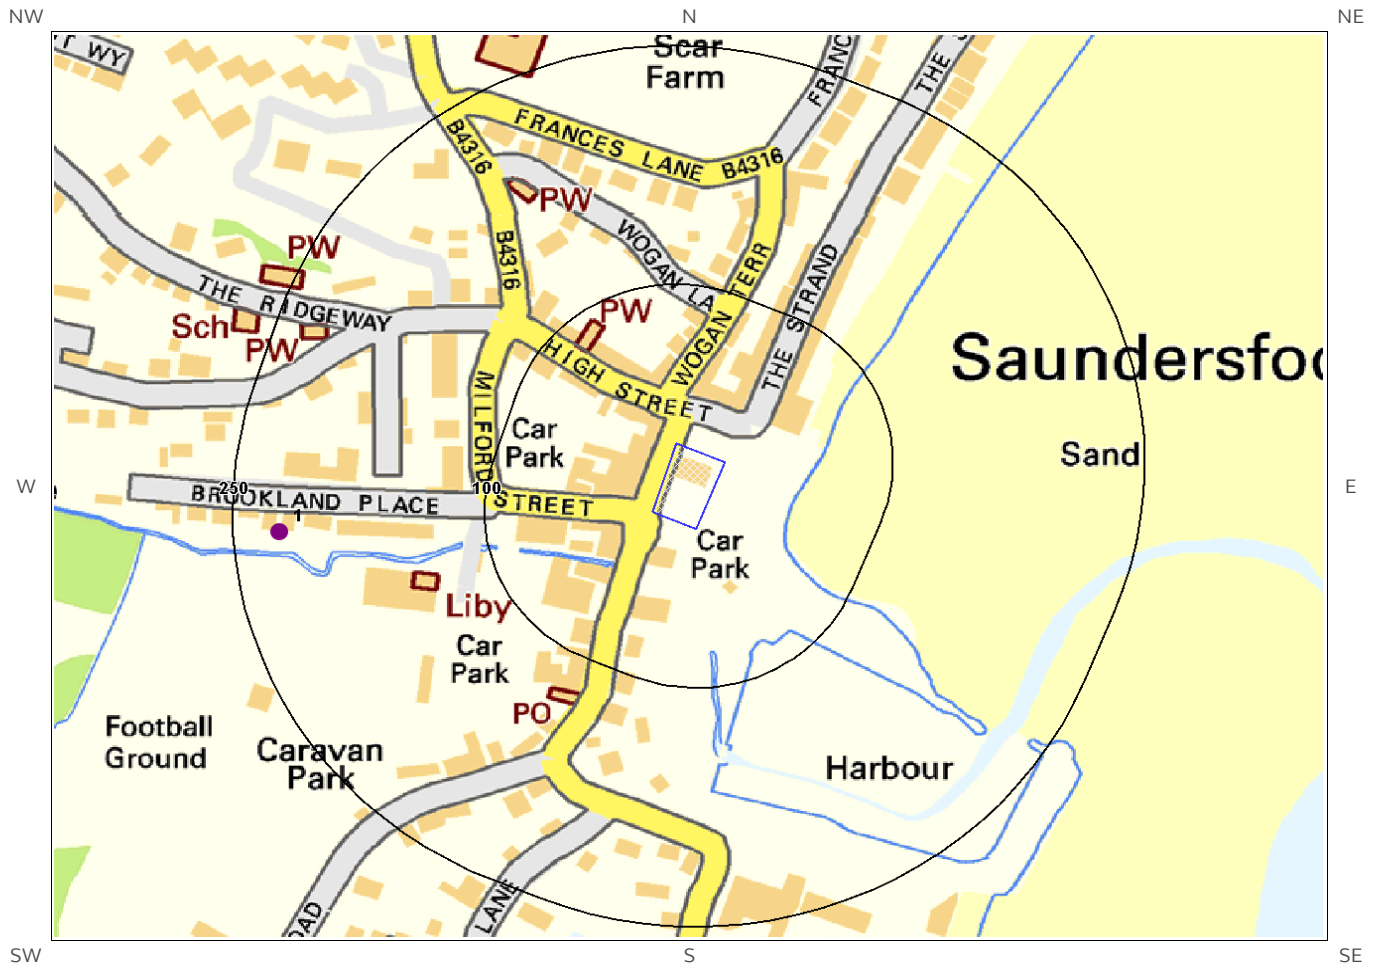 NW
N
NE
T WY
Scar
Farm
FRANC
THE S
B4316
FRANCES LANE B4316
PW
WOGAN LA
B4316
PW
THE RIDGEWAY
Sch
PW
PW
WOGAN TERR
THE STRAND
HIGH STREET
Saundersfoo
MILFORD STREET
Car
Park
Sand
W
E
250
100
BROOKLAND PLACE
1
Car
Park
Liby
Car
Park
PO
Football
Ground
Caravan
Park
Harbour
OAD
LANE
SW
S
SE